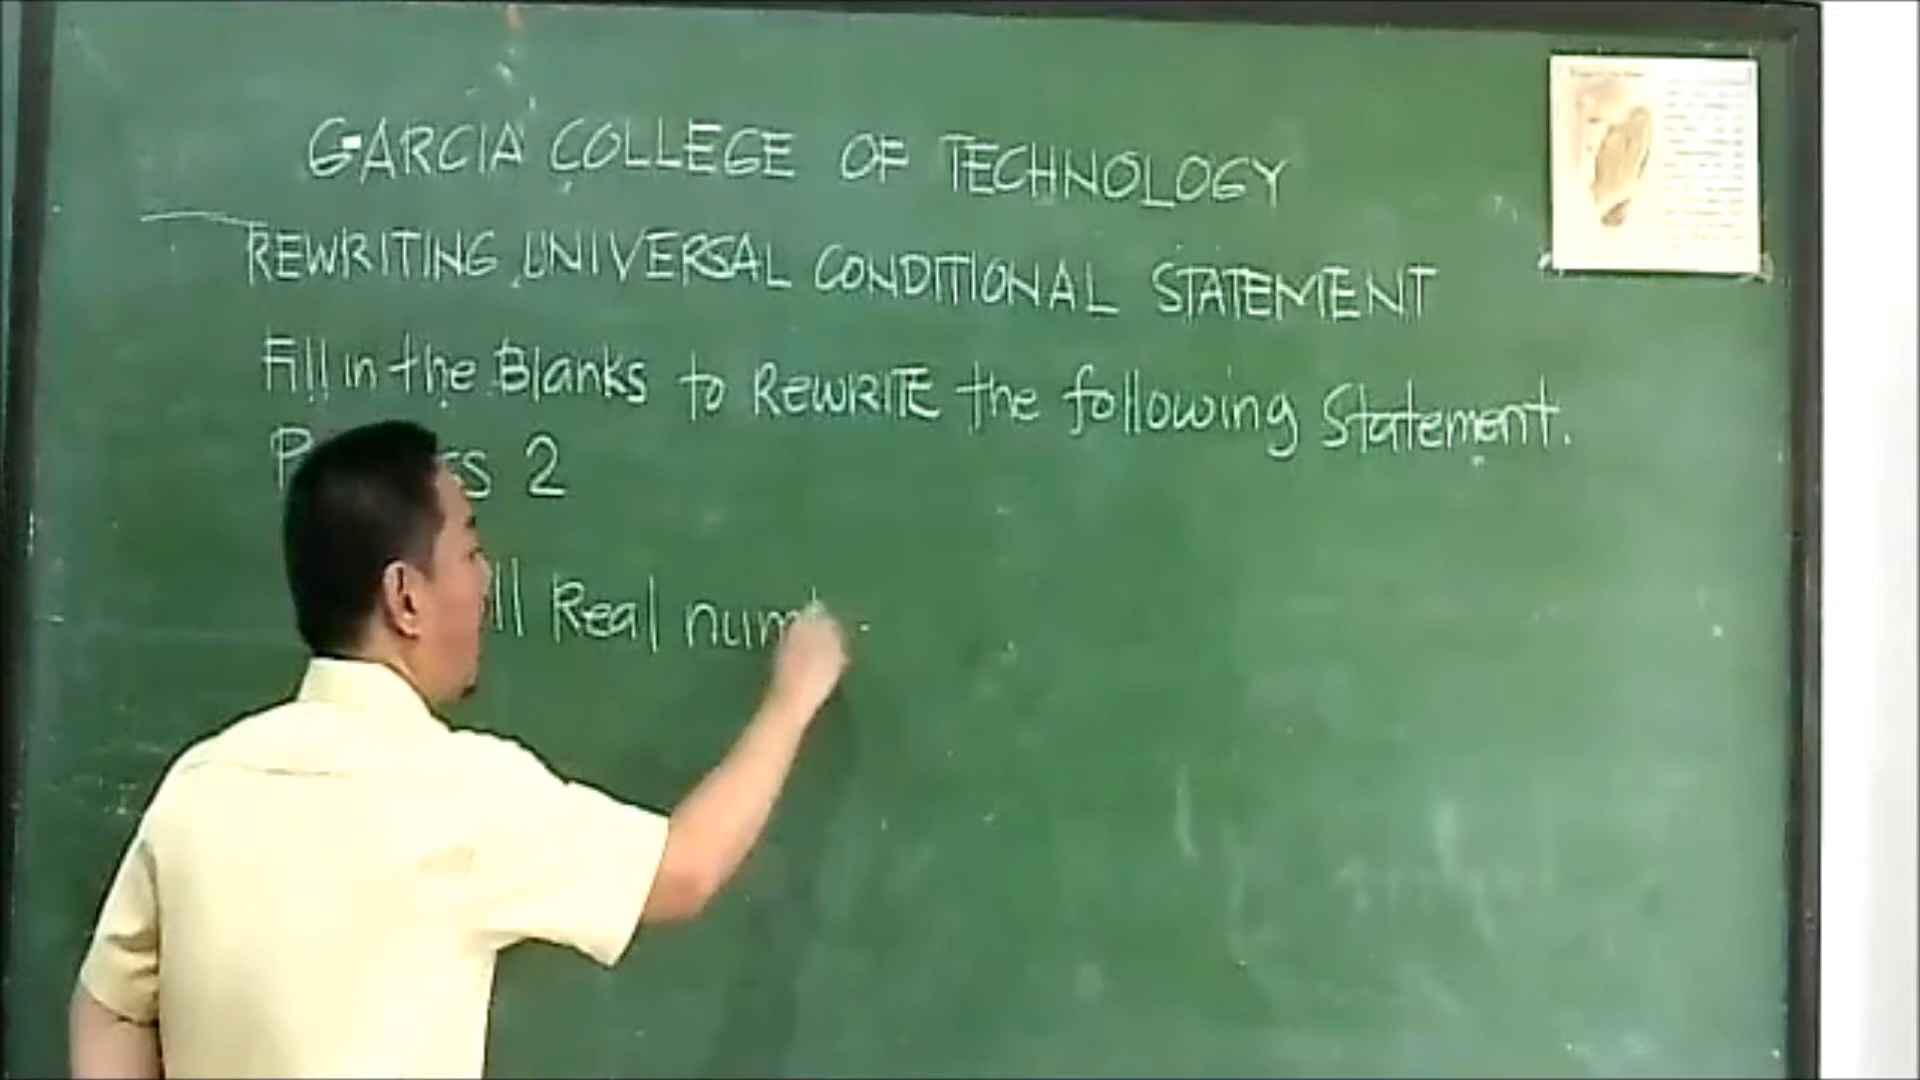 GARCIA COLLEGE OF TECHNOLOGY
REWRITING UNIVERSAL CONDITIONAL STATEMENT
Fill in the Blanks to REWRITE the following Statement.
2
Real